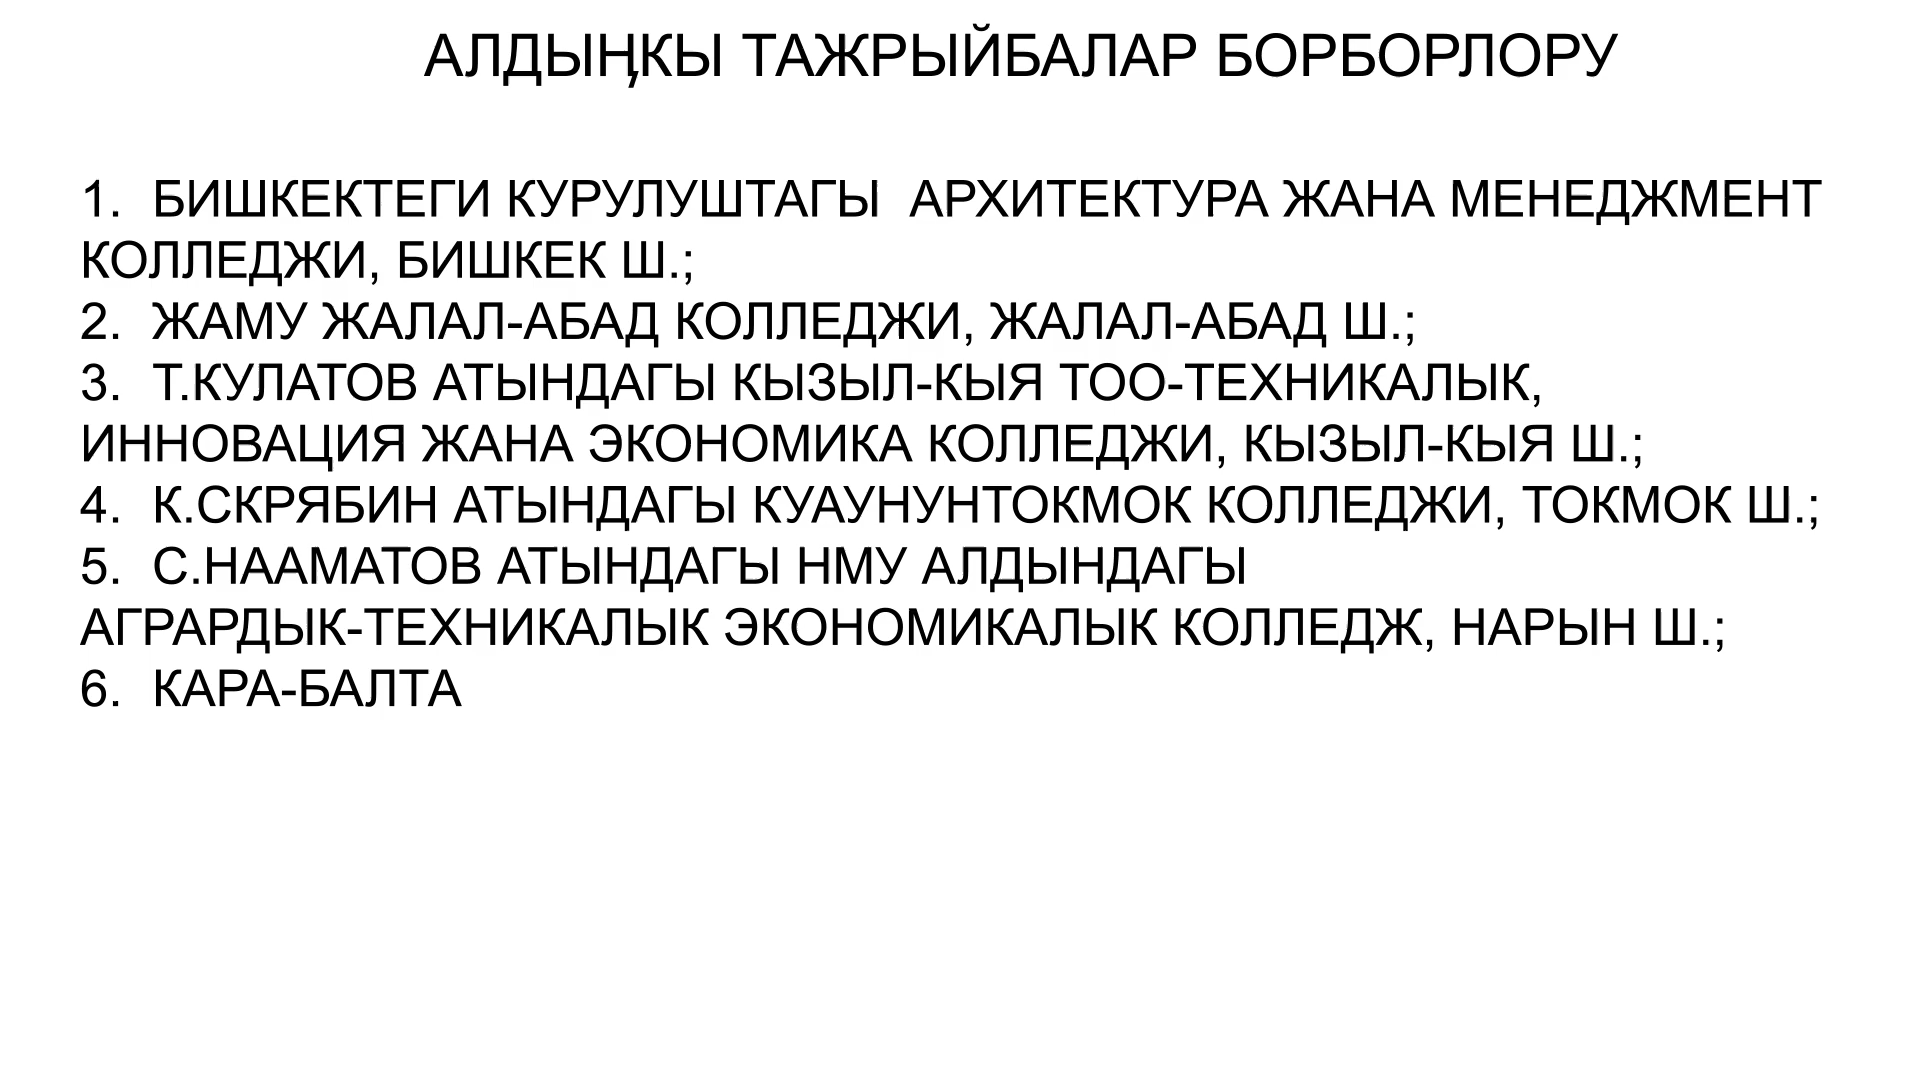 АЛДЫҢКЫ ТАЖРЫЙБАЛАР БОРБОРЛОРУ
1. БИШКЕКТЕГИ КУРУЛУШТАГЫ АРХИТЕКТУРА ЖАНА МЕНЕДЖМЕНТ
КОЛЛЕДЖИ, БИШКЕК Ш.;
2. ЖАМУ ЖАЛАЛ-АБАД КОЛЛЕДЖИ, ЖАЛАЛ-АБАД Ш.;
3. Т.КУЛАТОВ АТЫНДАГЫ КЫЗЫЛ-КЫЯ ТОО-ТЕХНИКАЛЫК,
ИННОВАЦИЯ ЖАНА ЭКОНОМИКА КОЛЛЕДЖИ, КЫЗЫЛ-КЫЯ Ш.;
4. К.СКРЯБИН АТЫНДАГЫ КУАУНУНТОКМОК КОЛЛЕДЖИ, ТОКМОК Ш.;
5. С.НААМАТОВ АТЫНДАГЫ НМУ АЛДЫНДАГЫ
АГРАРДЫК-ТЕХНИКАЛЫК ЭКОНОМИКАЛЫК КОЛЛЕДЖ, НАРЫН Ш.;
6. КАРА-БАЛТА